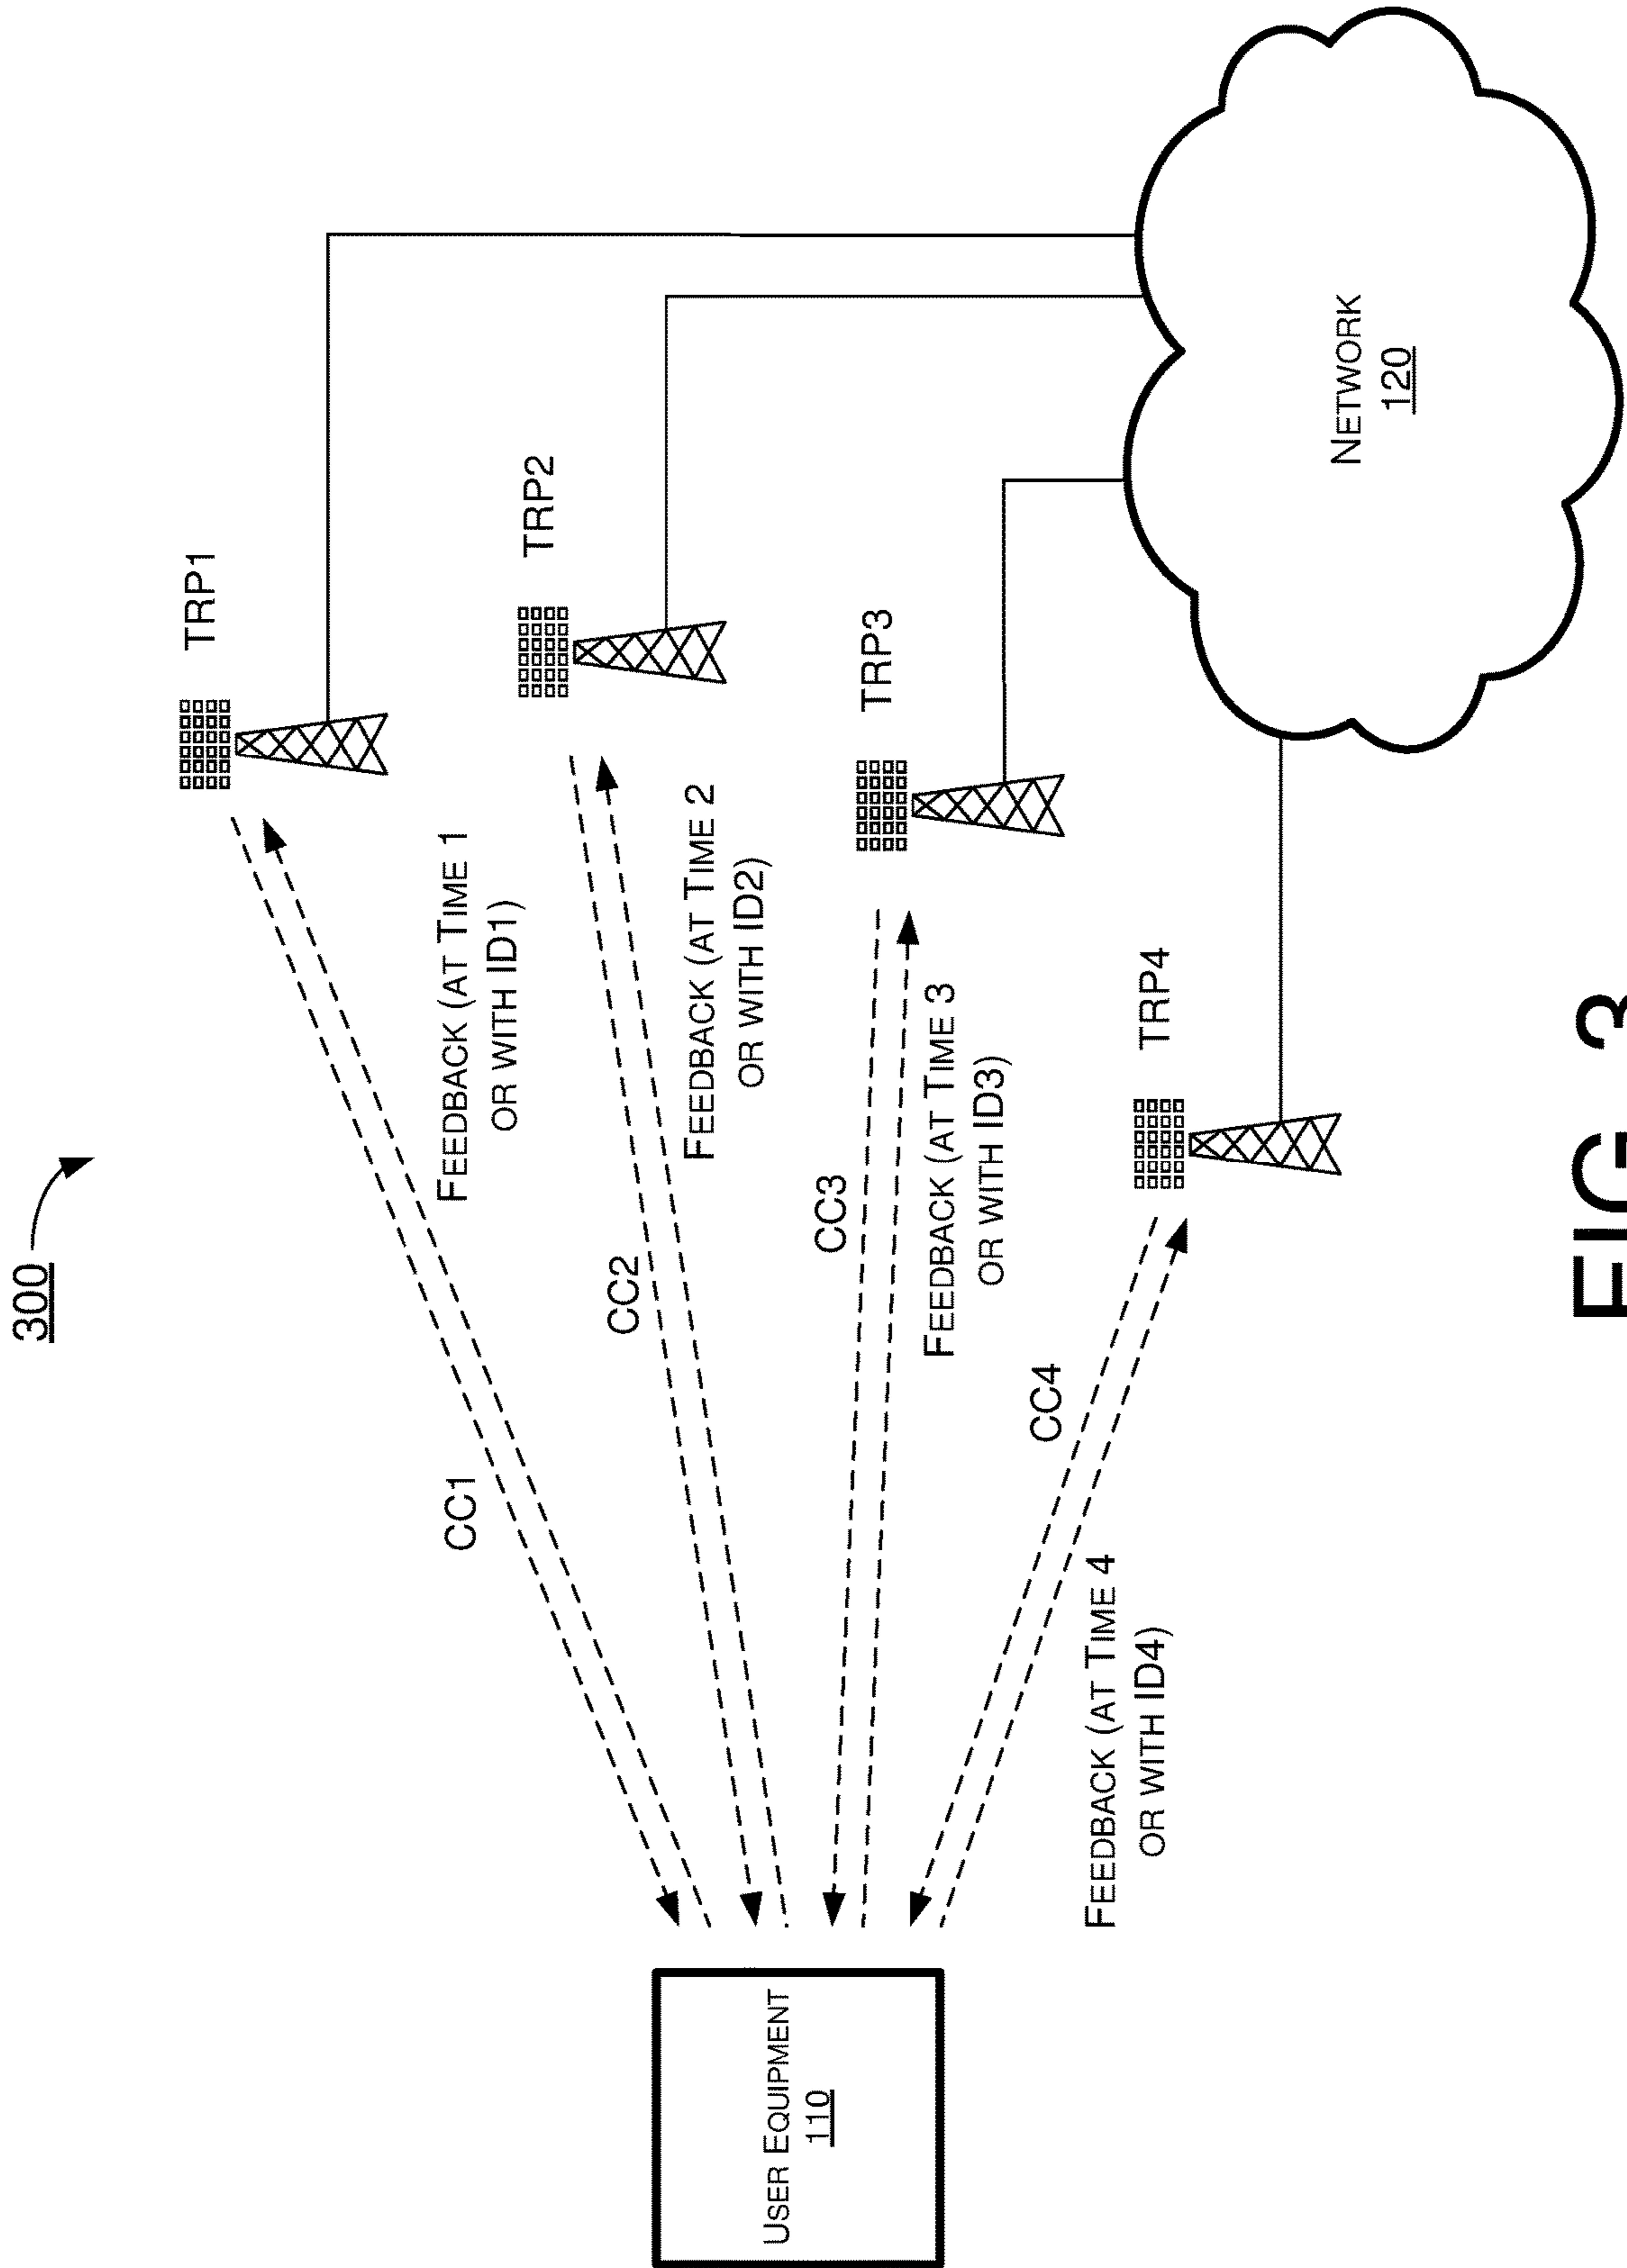 300
TRP1
TRP2
TRP3
TRP4
CC1
FEEDBACK (AT TIME 1
OR WITH ID1)
CC2
FEEDBACK (AT TIME 2
OR WITH ID2)
CC3
FEEDBACK (AT TIME 3
OR WITH ID3)
CC4
FEEDBACK (AT TIME 4
OR WITH ID4)
USER EQUIPMENT
110
NETWORK
120
FIG. 3